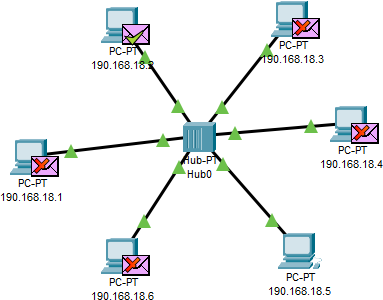 PC-PT
190.168.18.2
PC-PT
190.168.18.3
PC-PT
190.168.18.4
Hub-PT
Hub0
PC-PT
190.168.18.1
PC-PT
190.168.18.5
PC-PT
190.168.18.6